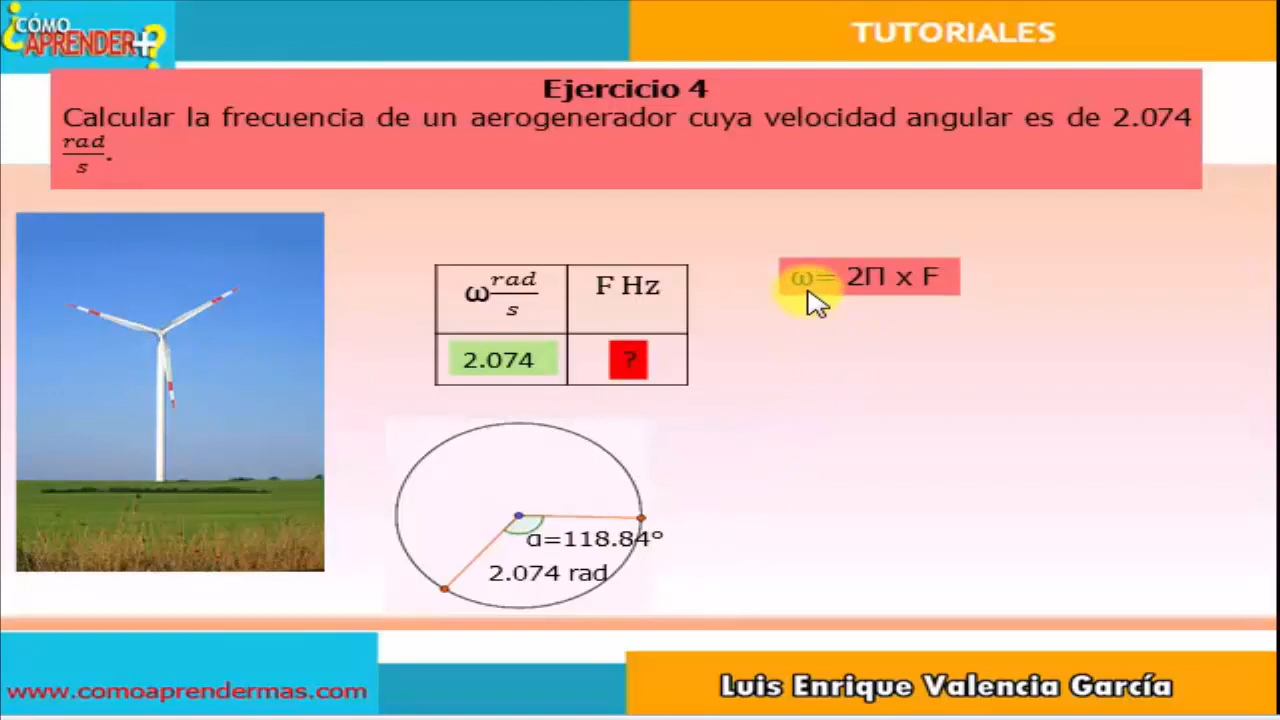 ¿CÓMO
APRENDER+?
TUTORIALES
Ejercicio 4
Calcular la frecuencia de un aerogenerador cuya velocidad angular es de 2.074
rad/s.
ω rad/s F Hz
2.074 ?
ω= 2Π x F
α=118.84°
2.074 rad
www.comoaprendermas.com
Luis Enrique Valencia García